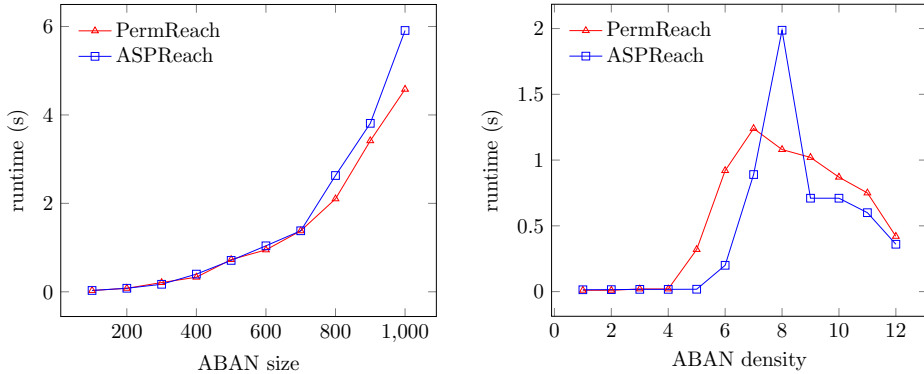 6
4
2
0
200
400
600
800
1,000
runtime (s)
ABAN size
PermReach
ASPReach
2
1.5
1
0.5
0
0
2
4
6
8
10
12
runtime (s)
ABAN density
PermReach
ASPReach